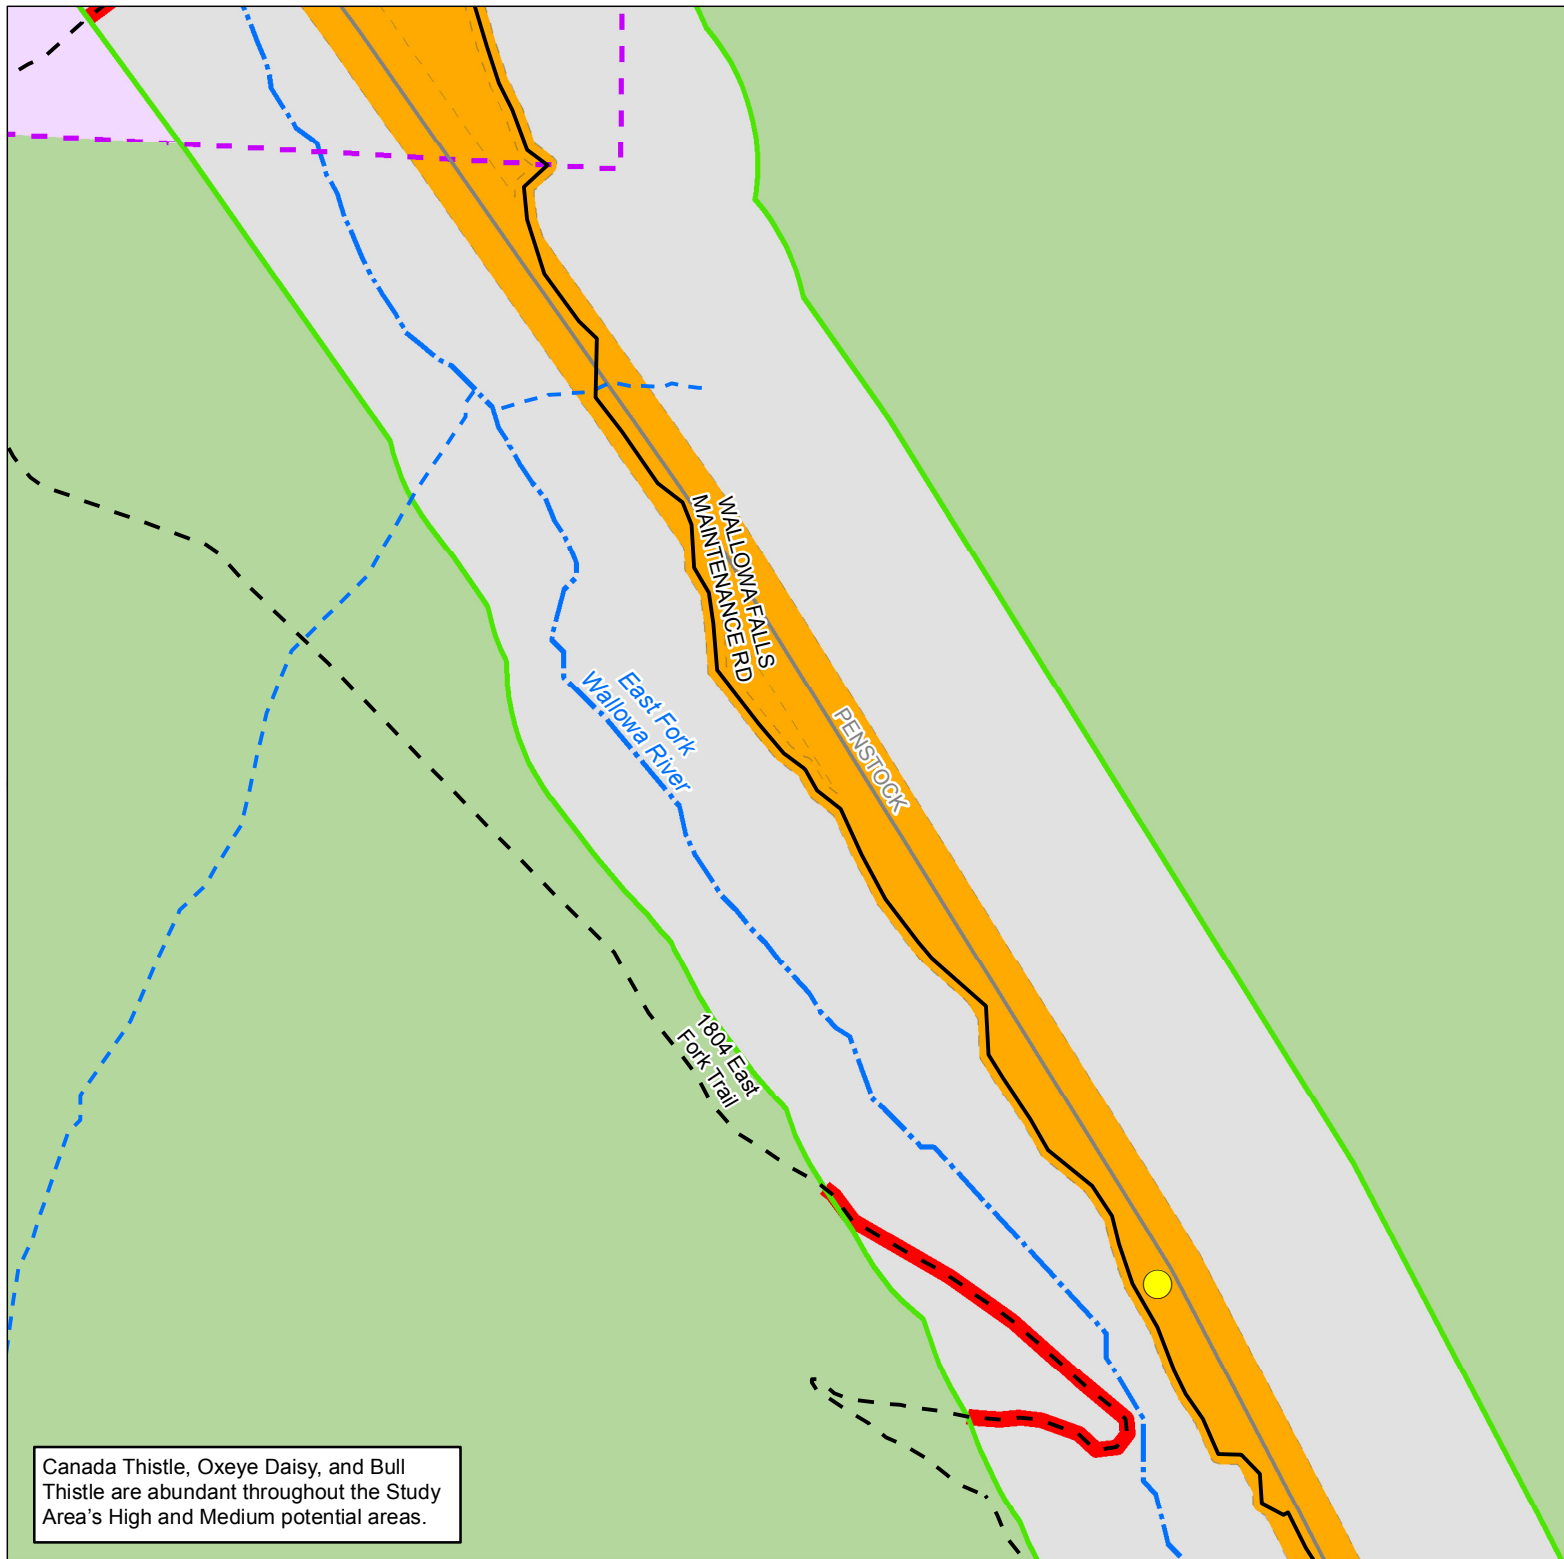 WALLOWA FALLS
MAINTENANCE RD
East Fork
Wallowa River
PENSTOCK
1804 East
Fork Trail
Canada Thistle, Oxeye Daisy, and Bull
Thistle are abundant throughout the Study
Area's High and Medium potential areas.